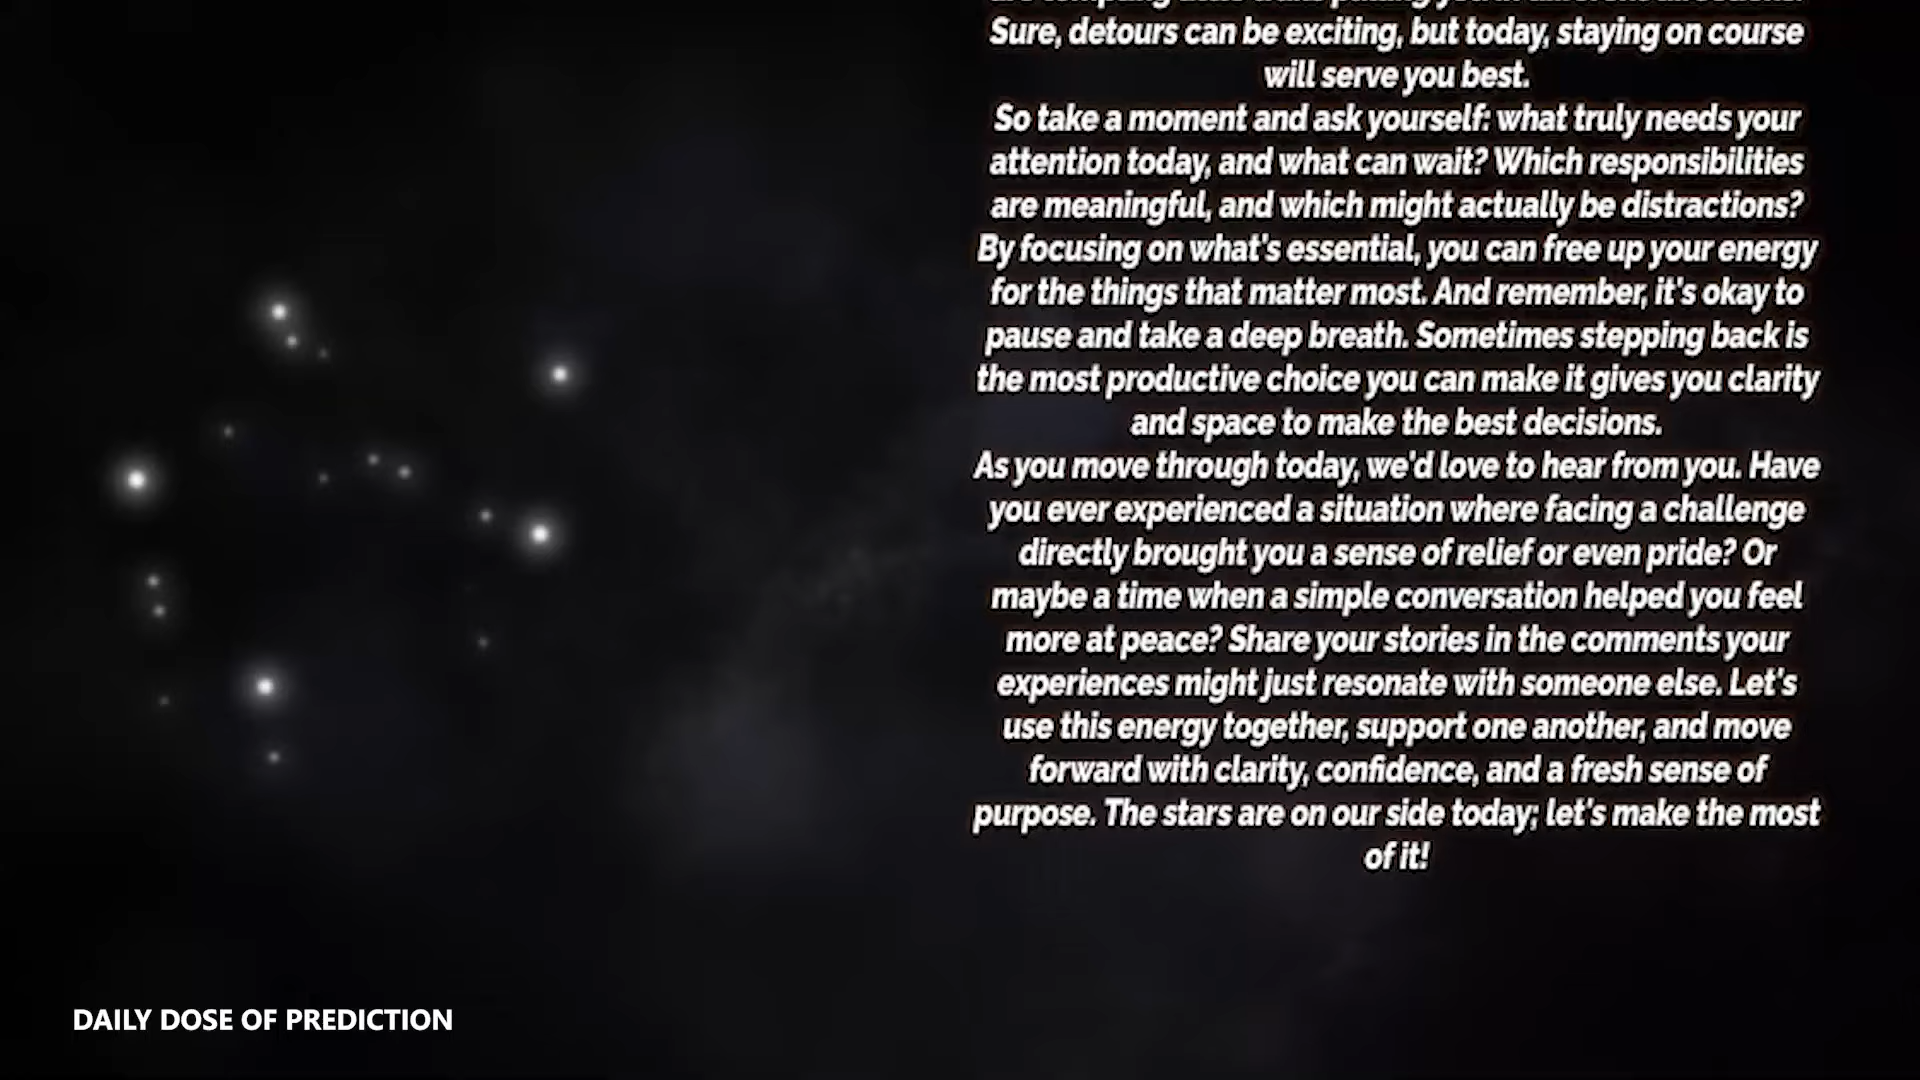 Sure, detours can be exciting, but today, staying on course
will serve you best.
So take a moment and ask yourself: what truly needs your
attention today, and what can wait? Which responsibilities
are meaningful, and which might actually be distractions?
By focusing on what's essential, you can free up your energy
for the things that matter most. And remember, it's okay to
pause and take a deep breath. Sometimes stepping back is
the most productive choice you can make it gives you clarity
and space to make the best decisions.
As you move through today, we'd love to hear from you. Have
you ever experienced a situation where facing a challenge
directly brought you a sense of relief or even pride? Or
maybe a time when a simple conversation helped you feel
more at peace? Share your stories in the comments your
experiences might just resonate with someone else. Let's
use this energy together, support one another, and move
forward with clarity, confidence, and a fresh sense of
purpose. The stars are on our side today; let's make the most
of it!
DAILY DOSE OF PREDICTION